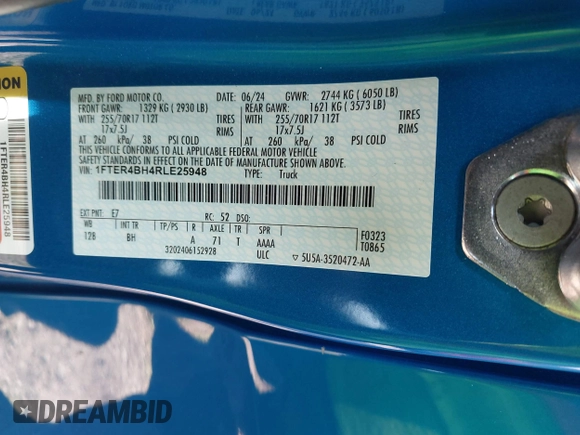 MFD. BY FORD MOTOR CO.
06/24 GVWR: 2744 KG ( 6050 LB)
FRONT GAWR: 1329 KG ( 2930 LB)
REAR GAWR: 1621 KG ( 3573 LB)
WITH 255/70R17 112T TIRES
WITH 255/70R17 112T TIRES
17x7.5J RIMS
17x7.5J RIMS
AT 260 kPa/ 38 PSI COLD
AT 260 kPa/ 38 PSI COLD
THIS VEHICLE CONFORMS TO ALL APPLICABLE FEDERAL MOTOR VEHICLE
SAFETY STANDARDS IN EFFECT ON THE DATE OF MANUFACTURE SHOWN ABOVE.
VIN: 1FTER4BH4RLE25948
TYPE: Truck
EXT PNT: E7 RC: 52 DSO:
WB TP/PS R AXLE TR SPR
128 BH A 71 T AAAA
F0323
T0865
3202406152928 ULC ▽ 5U5A-3520472-AA
1FTER4BH4RLE25948
DREAMBID